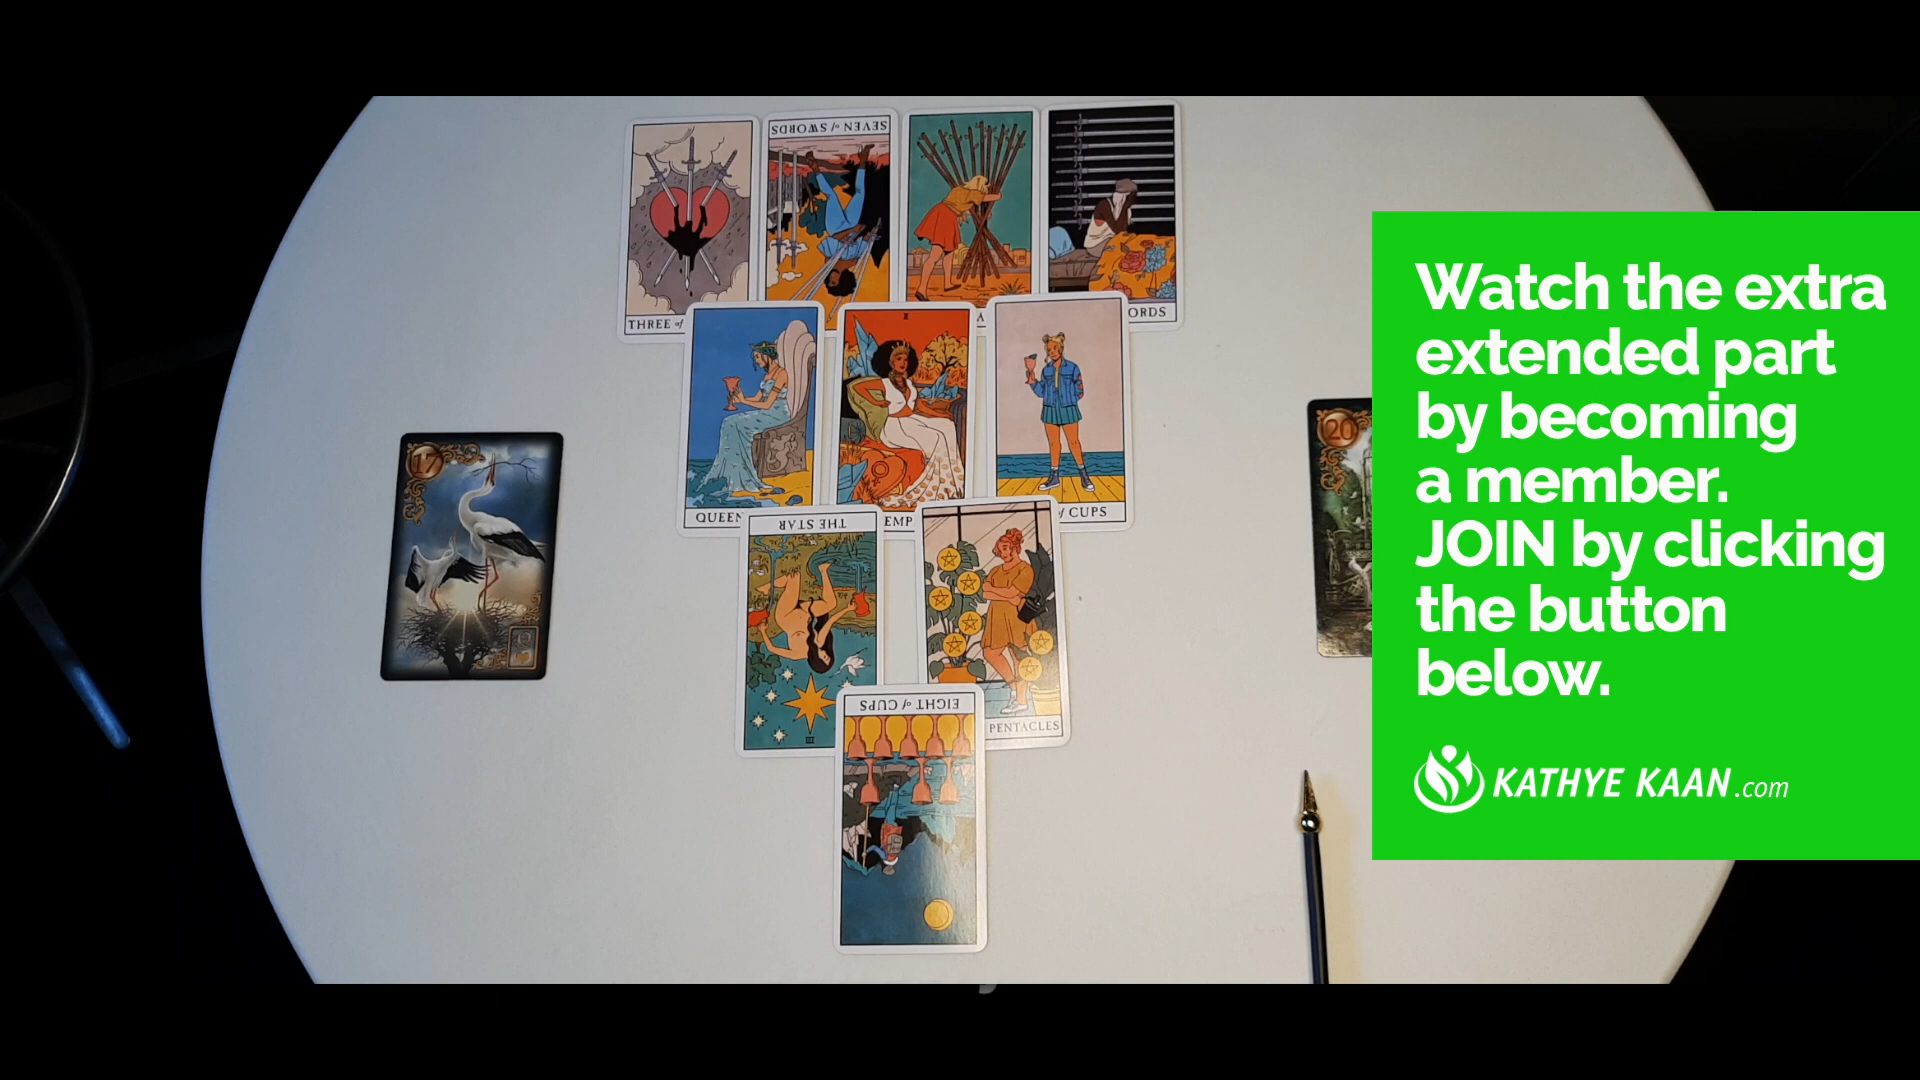 SEVEN of SWORDS
THREE of
ORDS
QUEEN
EMP
of CUPS
THE STAR
PENTACLES
EIGHT of CUPS
17
20
Watch the extra
extended part
by becoming
a member.
JOIN by clicking
the button
below.
KATHYE KAAN.com